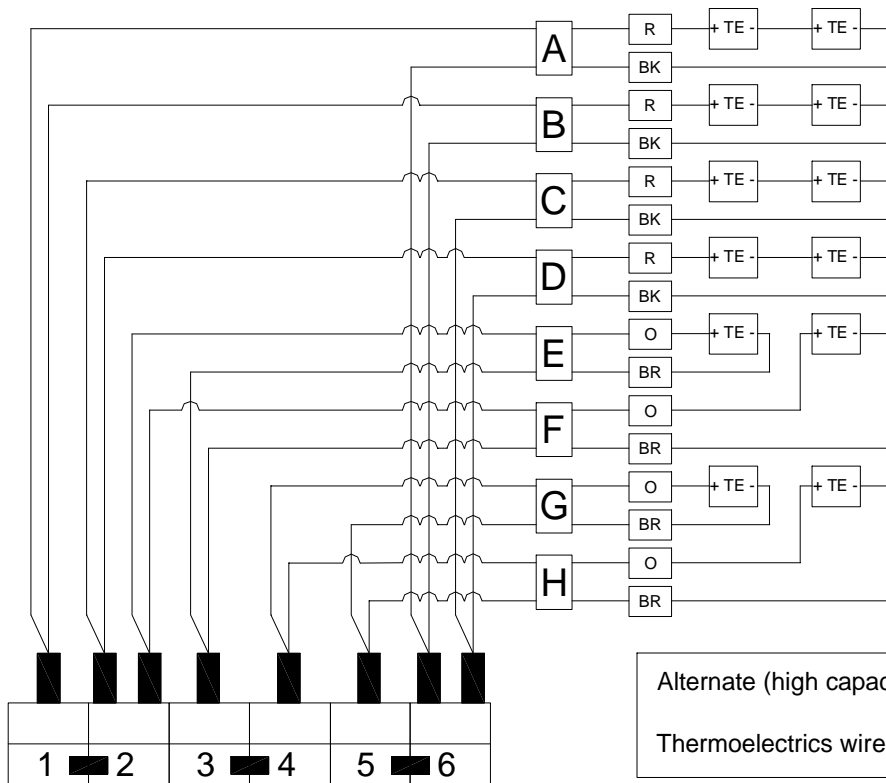 A R + TE - + TE -
BK
B R + TE - + TE -
BK
C R + TE - + TE -
BK
D R + TE - + TE -
BK
E O + TE - + TE -
BR
F O
BR
G O + TE - + TE -
BR
H O
BR
Alternate (high capac
Thermoelectrics wire
1 2 3 4 5 6